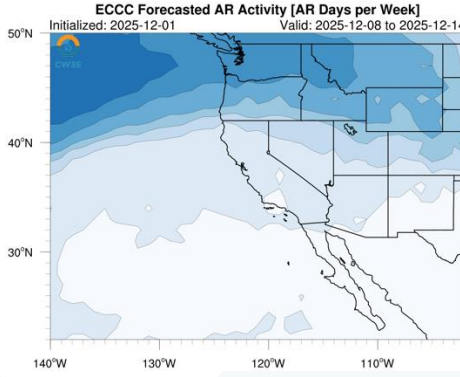 ECCC Forecasted AR Activity [AR Days per Week]
Initialized: 2025-12-01 Valid: 2025-12-08 to 2025-12-14
50°N
CW3E
40°N
30°N
140°W 130°W 120°W 110°W